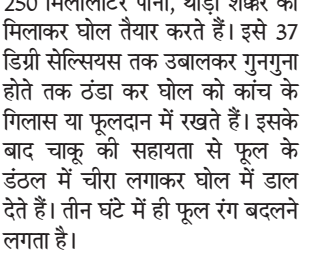 250 मिलीलीटर पानी, थोड़ी शक्कर को
मिलाकर घोल तैयार करते हैं। इसे 37
डिग्री सेल्सियस तक उबालकर गुनगुना
होते तक ठंडा कर घोल को कांच के
गिलास या फूलदान में रखते हैं। इसके
बाद चाकू की सहायता से फूल के
डंठल में चीरा लगाकर घोल में डाल
देते हैं। तीन घंटे में ही फूल रंग बदलने
लगता है।